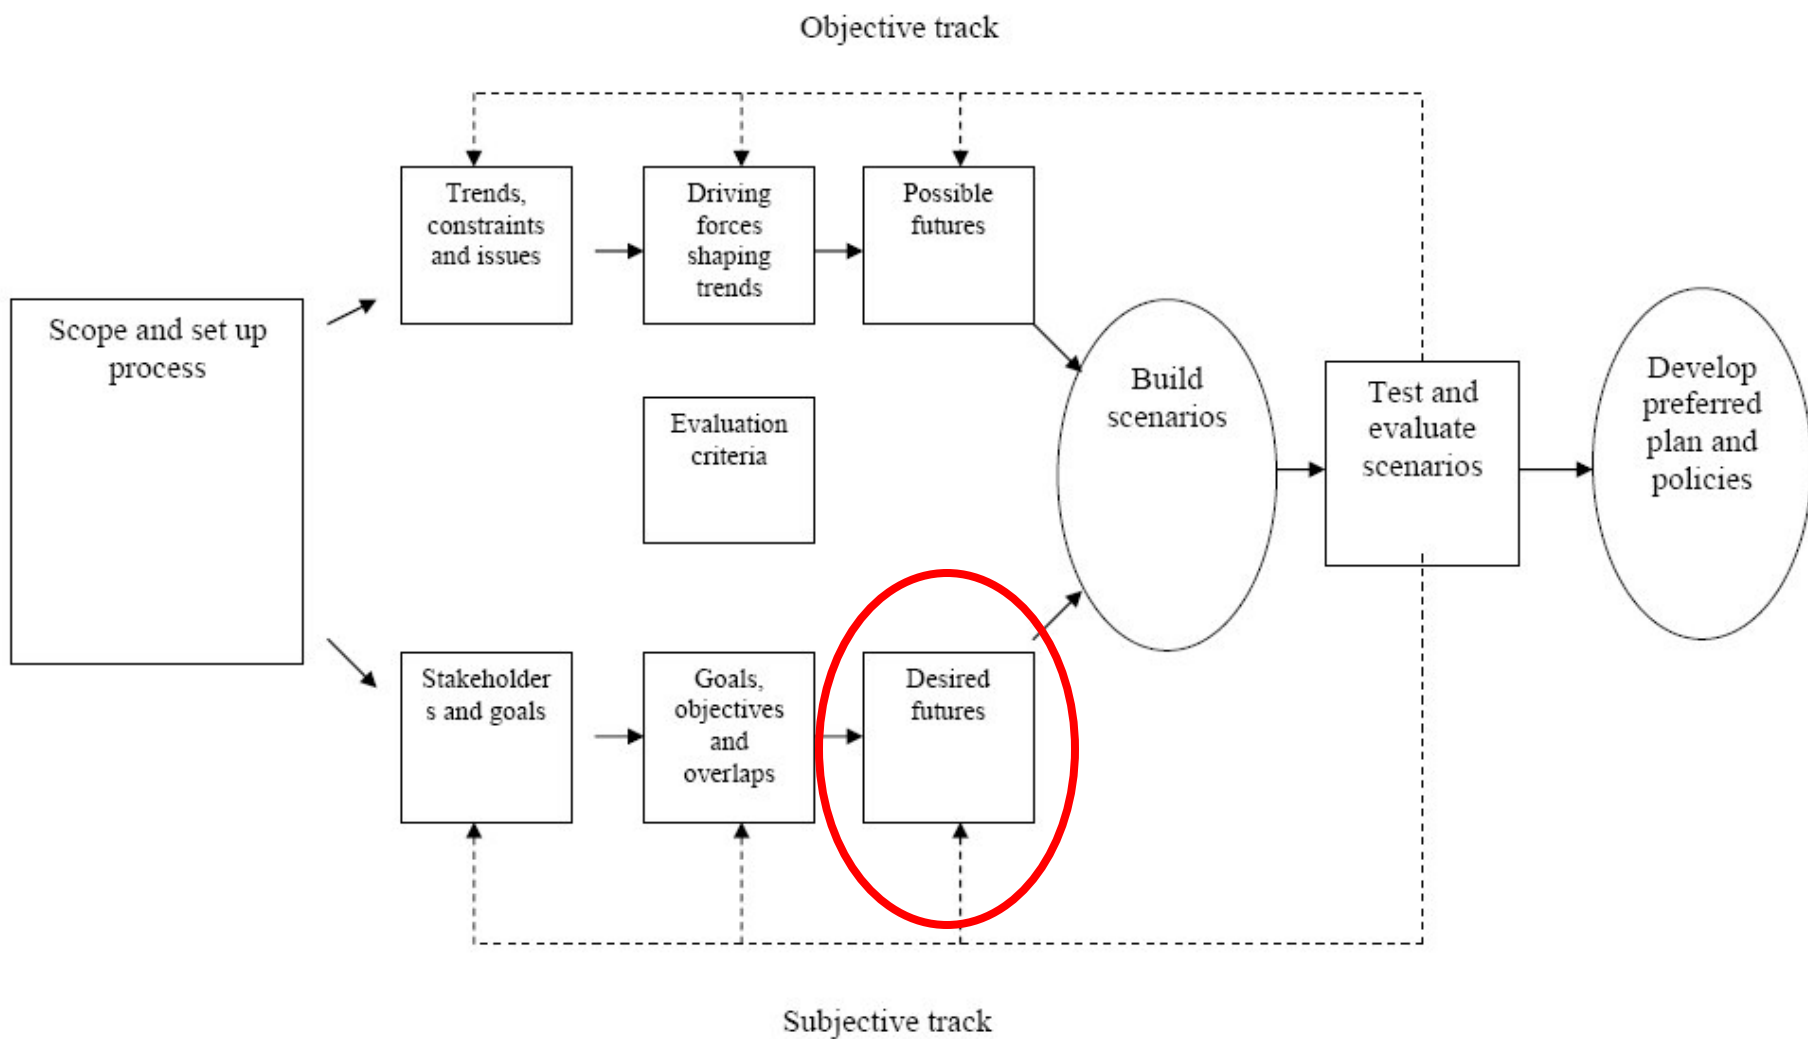 Objective track
Trends,
constraints
and issues
Driving
forces
shaping
trends
Possible
futures
Scope and set up
process
Evaluation
criteria
Build
scenarios
Test and
evaluate
scenarios
Develop
preferred
plan and
policies
Stakeholder
s and goals
Goals,
objectives
and
overlaps
Desired
futures
Subjective track